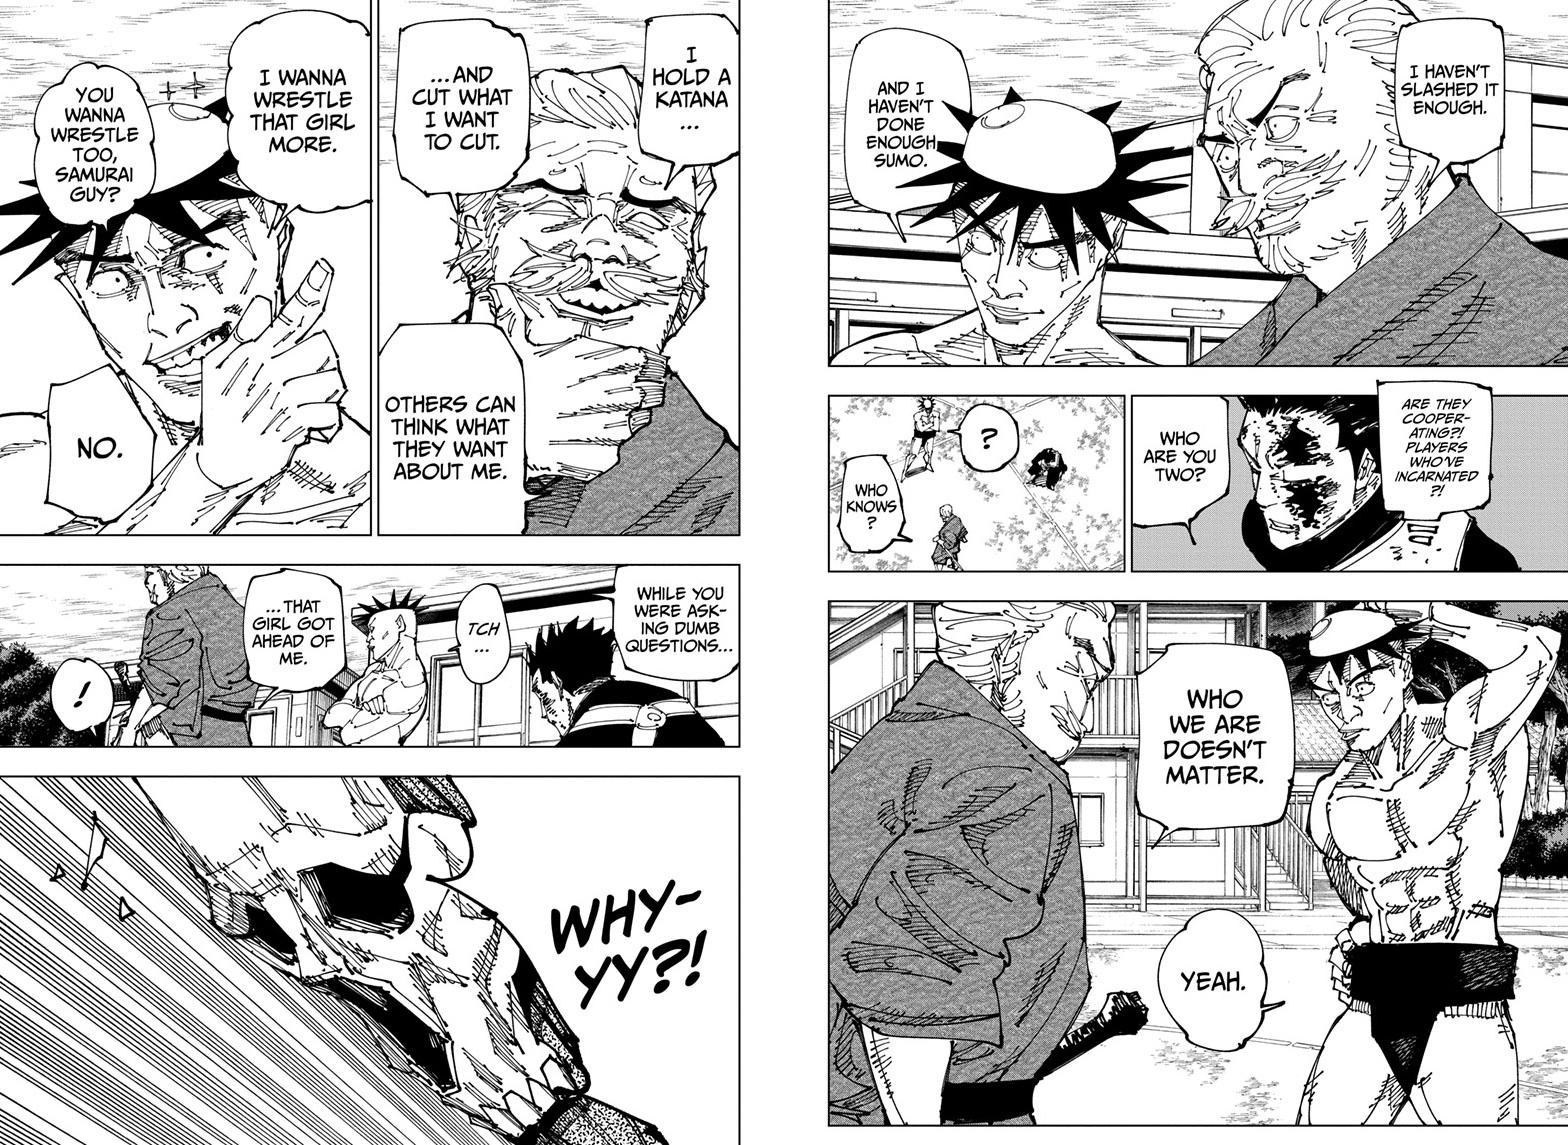 I HAVEN'T
SLASHED IT
ENOUGH.
AND I
HAVEN'T
DONE
ENOUGH
SUMO.
ARE THEY
COOPER-
ATING?!
PLAYERS
WHO'VE
INCARNATED
?!
WHO
ARE YOU
TWO?
?
WHO
KNOWS
?
WHO
WE ARE
DOESN'T
MATTER.
YEAH.
I
HOLD A
KATANA
...
...AND
CUT WHAT
I WANT
TO CUT.
OTHERS CAN
THINK WHAT
THEY WANT
ABOUT ME.
I WANNA
WRESTLE
THAT GIRL
MORE.
YOU
WANNA
WRESTLE
TOO,
SAMURAI
GUY?
NO.
WHILE YOU
WERE ASK-
ING DUMB
QUESTIONS...
TCH
...
...THAT
GIRL GOT
AHEAD OF
ME.
!
WHY-
YY?!